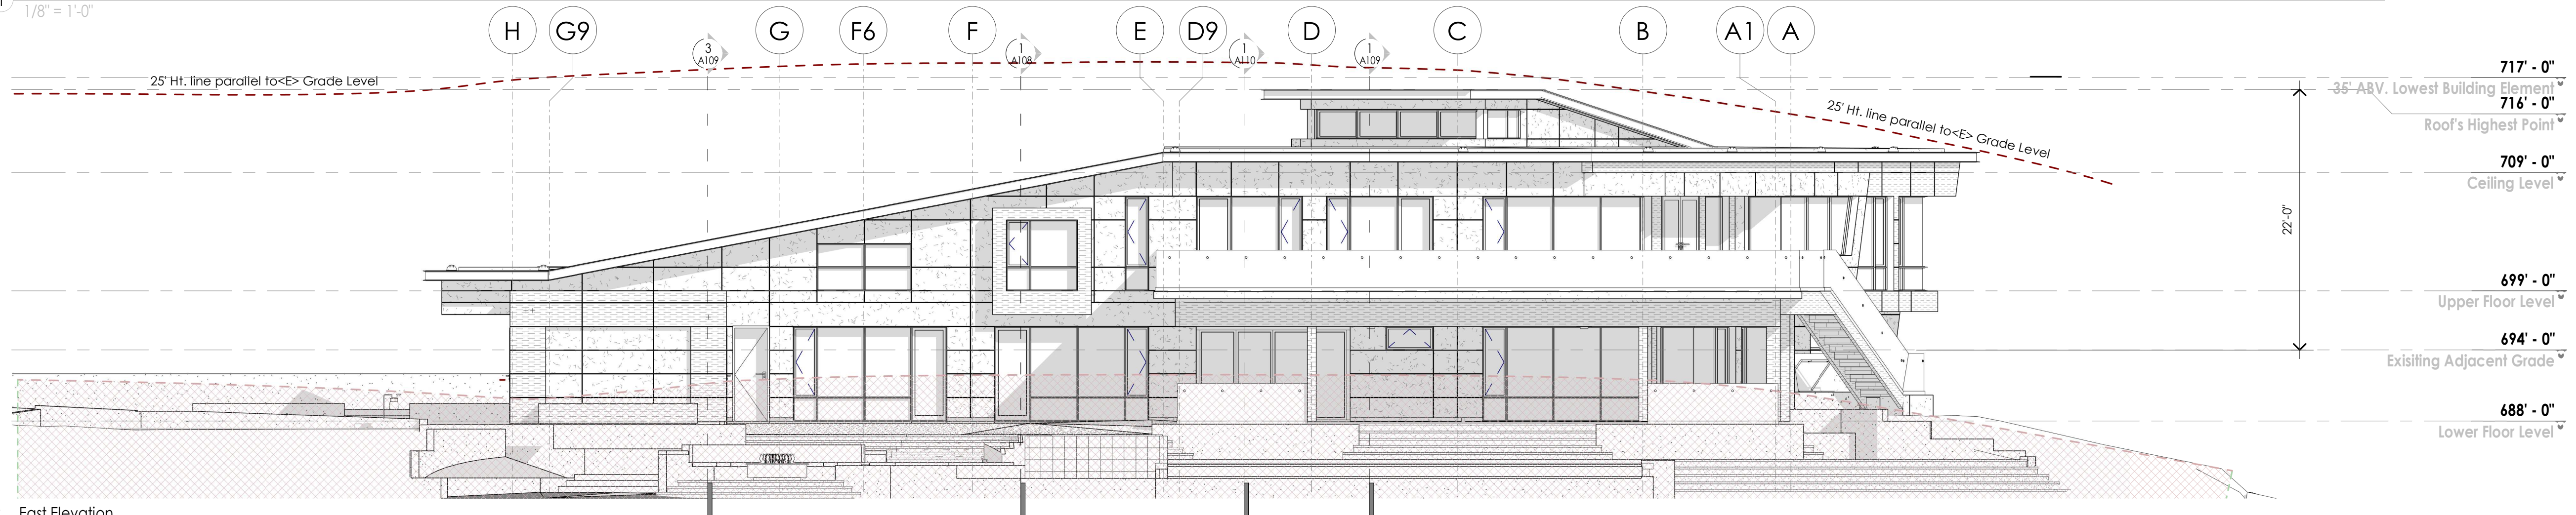 1/8" = 1'-0"
H
G9
G
F6
F
E
D9
D
C
B
A1
A
3
A109
1
A108
1
A110
1
A109
25' Ht. line parallel to<E> Grade Level
25' Ht. line parallel to<E> Grade Level
717' - 0"
35' ABV. Lowest Building Element
716' - 0"
Roof's Highest Point
709' - 0"
Ceiling Level
22'-0"
699' - 0"
Upper Floor Level
694' - 0"
Exisiting Adjacent Grade
688' - 0"
Lower Floor Level
East Elevation